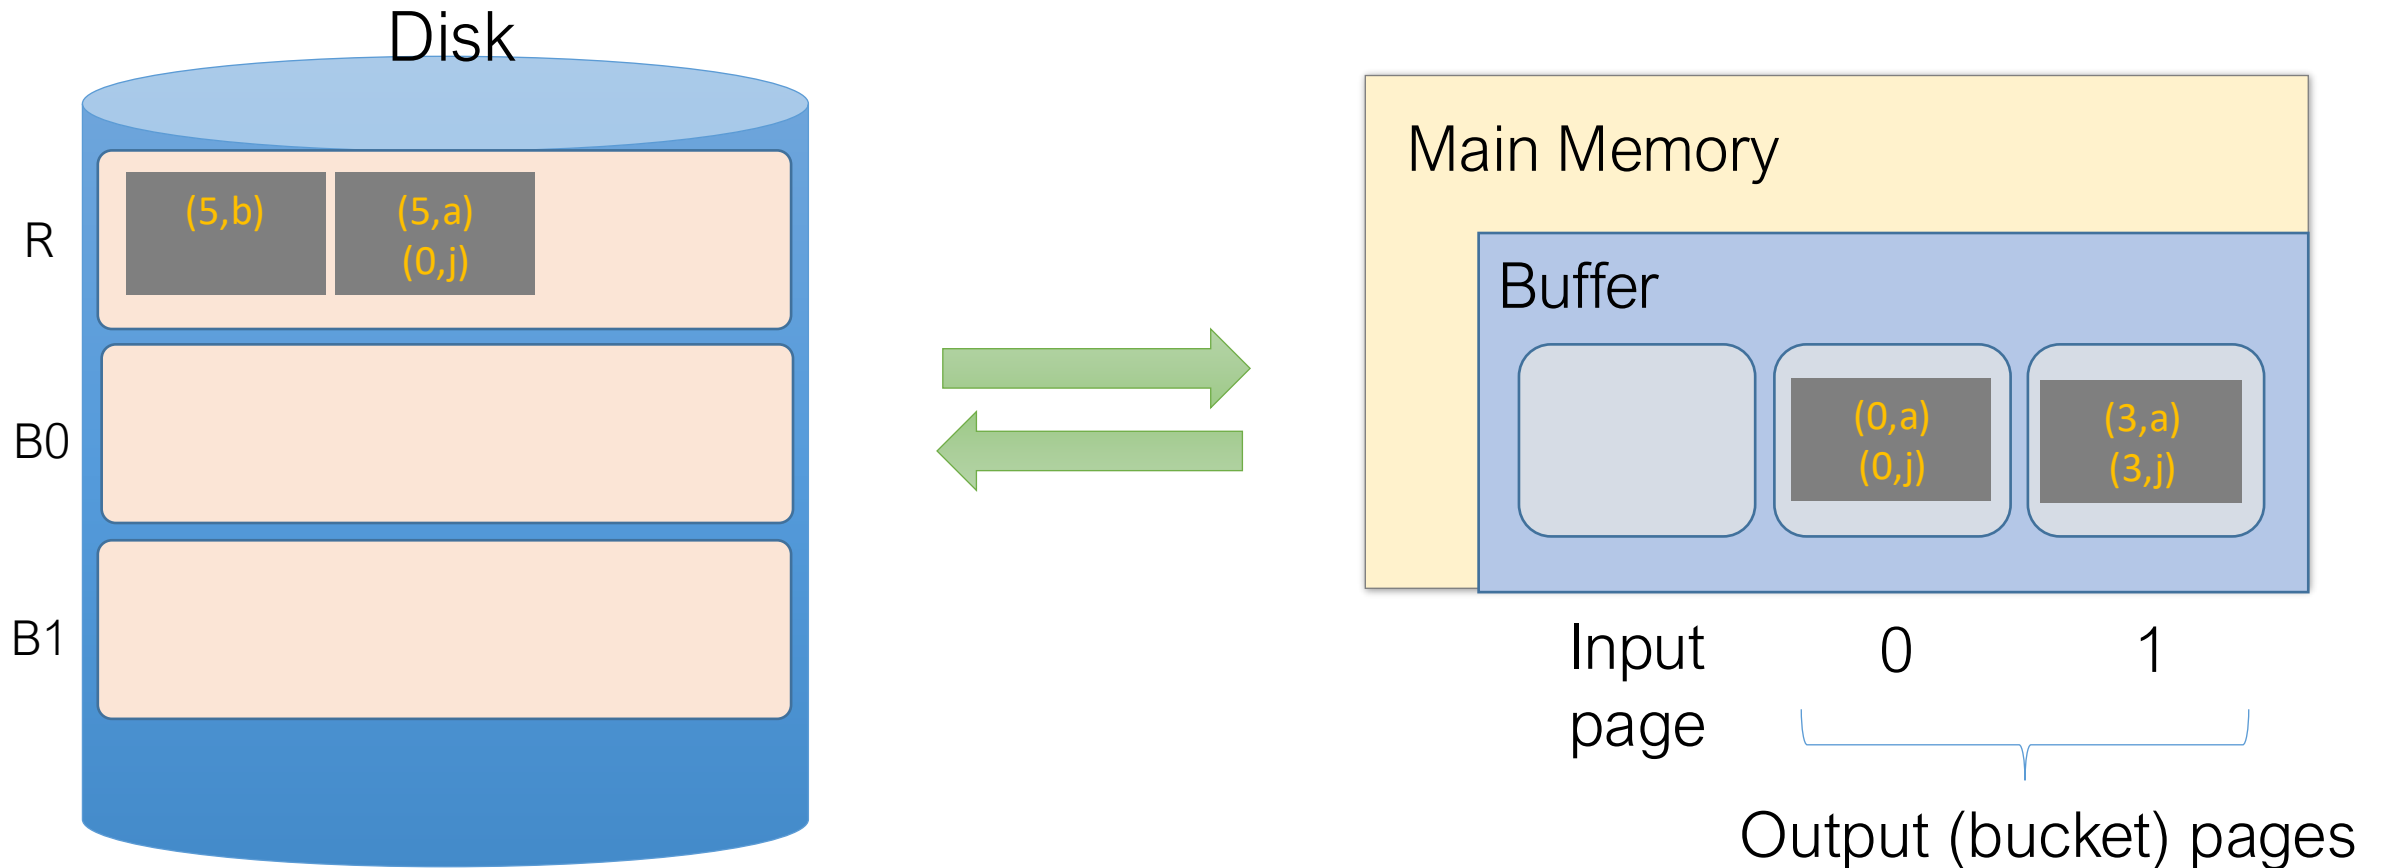 Disk
R
(5,b)
(5,a)
(0,j)
B0
B1
Main Memory
Buffer
(0,a)
(0,j)
(3,a)
(3,j)
Input
page
0
1
Output (bucket) pages